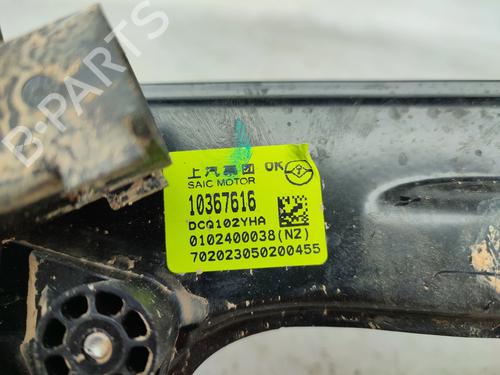 B-PARTS
上汽集团 OK
SAIC MOTOR
10367616
DCQ102YHA
0102400038(N2)
702023050200455